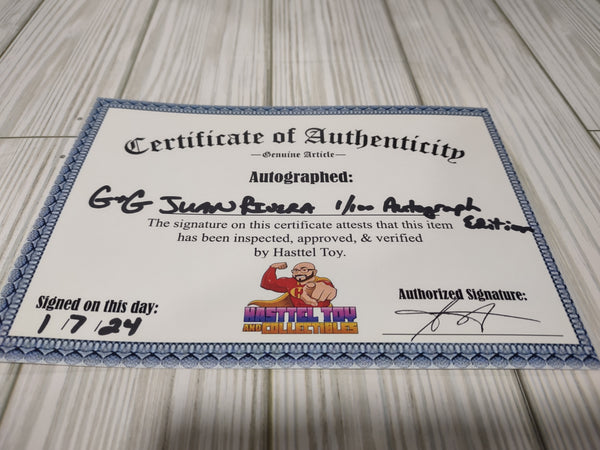 Certificate of Authenticity
—Genuine Article—
Autographed:
G&G JUAN RIVERA 1/100 Autograph Edition
The signature on this certificate attests that this item
has been inspected, approved, & verified
by Hasttel Toy.
H
HASTTEL TOY
AND COLLECTIBLES
Signed on this day:
1/7/24
Authorized Signature: